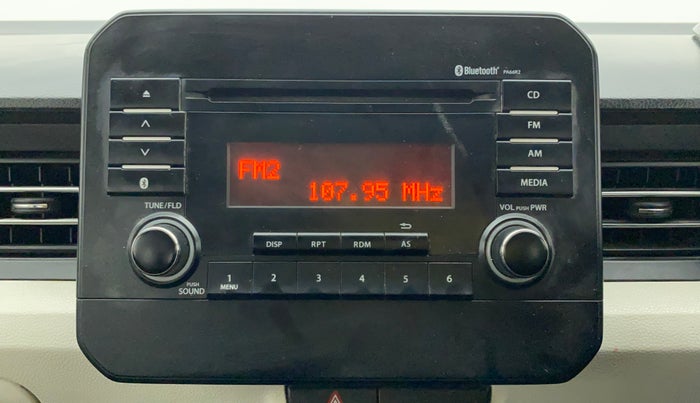 Bluetooth® PA66R2
CD
FM
AM
MEDIA
FM2
107.95 MHz
TUNE/FLD
VOL PUSH PWR
DISP RPT RDM AS
PUSH
SOUND
1 2 3 4 5 6
MENU